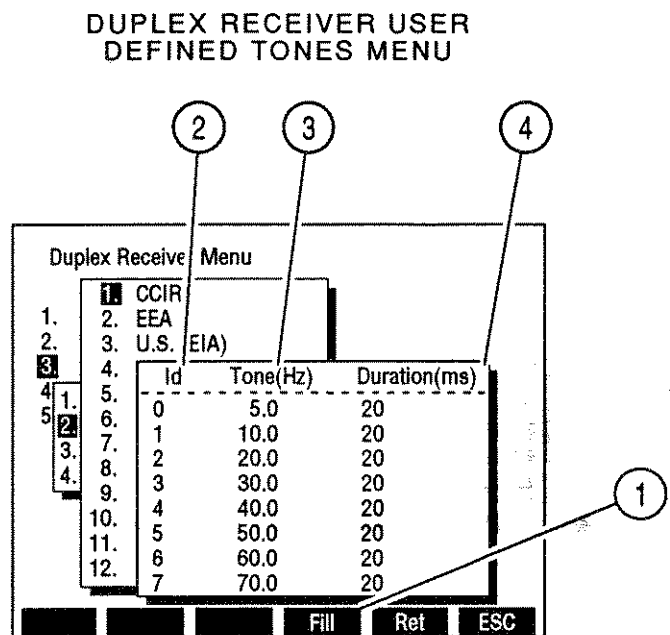 DUPLEX RECEIVER USER
DEFINED TONES MENU
2 3 4
Duplex Receiver Menu
1. CCIR
1. 2. EEA
2. 3. U.S. (EIA)
3. 4. Id Tone(Hz) Duration(ms)
4 1. 5. 0 5.0 20
5 2. 6. 1 10.0 20
3. 7. 2 20.0 20
4. 8. 3 30.0 20
9. 4 40.0 20
10. 5 50.0 20
11. 6 60.0 20
12. 7 70.0 20
1
Fill Ret ESC